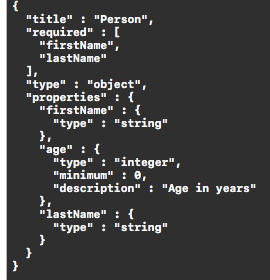 {
  "title" : "Person",
  "required" : [
    "firstName",
    "lastName"
  ],
  "type" : "object",
  "properties" : {
    "firstName" : {
      "type" : "string"
    },
    "age" : {
      "type" : "integer",
      "minimum" : 0,
      "description" : "Age in years"
    },
    "lastName" : {
      "type" : "string"
    }
  }
}